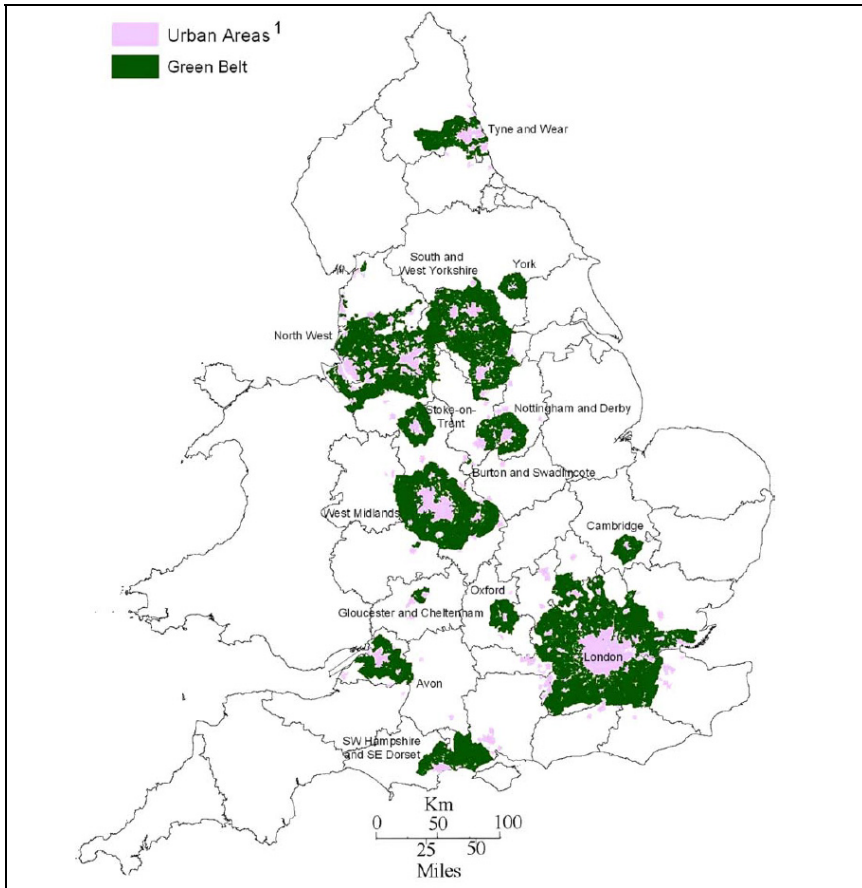 Urban Areas 1
Green Belt
Tyne and Wear
South and
West Yorkshire
York
North West
Stoke-on-
Trent
Nottingham and Derby
Burton and Swadlincote
West Midlands
Cambridge
Oxford
Gloucester and Cheltenham
London
Avon
SW Hampshire
and SE Dorset
Km
0 50 100
25 50
Miles